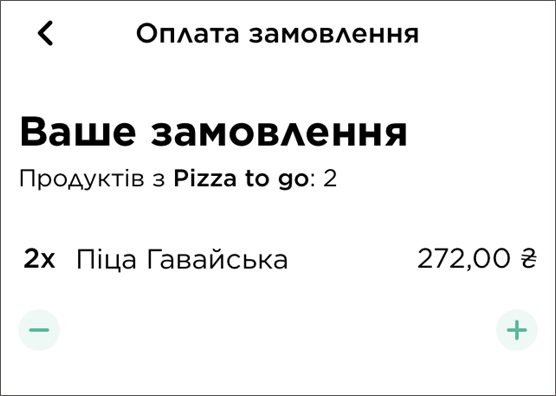 Оплата замовлення
Ваше замовлення
Продуктів з Pizza to go: 2
2x Піца Гавайська 272,00 ₴